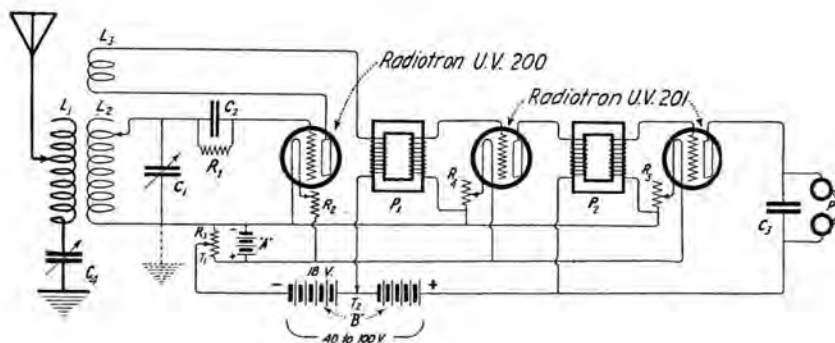 L3
Radiotron U.V. 200
Radiotron U.V. 201
L1
L2
C2
R1
C1
R2
P1
R4
P2
R5
C3
P
C4
R3
T1
-
"A"
+
18 V.
-
+
T2
"B"
40 to 100 V